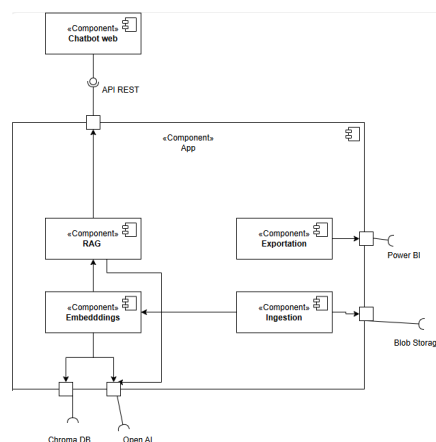 «Component»
Chatbot web
API REST
«Component»
App
«Component»
RAG
«Component»
Exportation
Power BI
«Component»
Embedddings
«Component»
Ingestion
Blob Storag
Chroma DB
Open AI